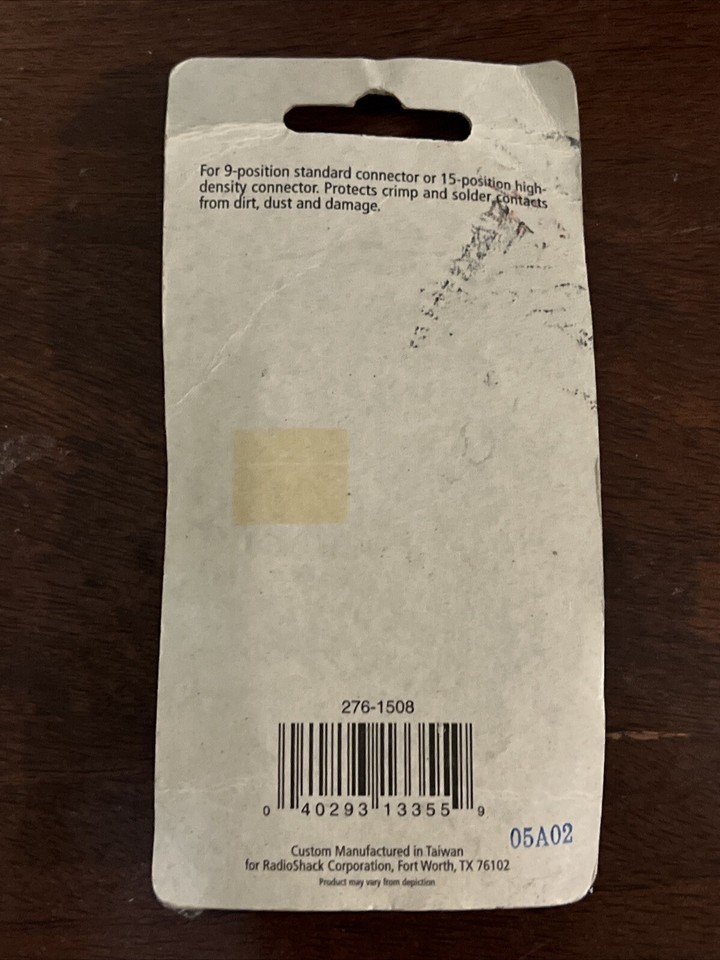 For 9-position standard connector or 15-position high-
density connector. Protects crimp and solder contacts
from dirt, dust and damage.
276-1508
0 40293 13355 9
05A02
Custom Manufactured in Taiwan
for RadioShack Corporation, Fort Worth, TX 76102
Product may vary from depiction